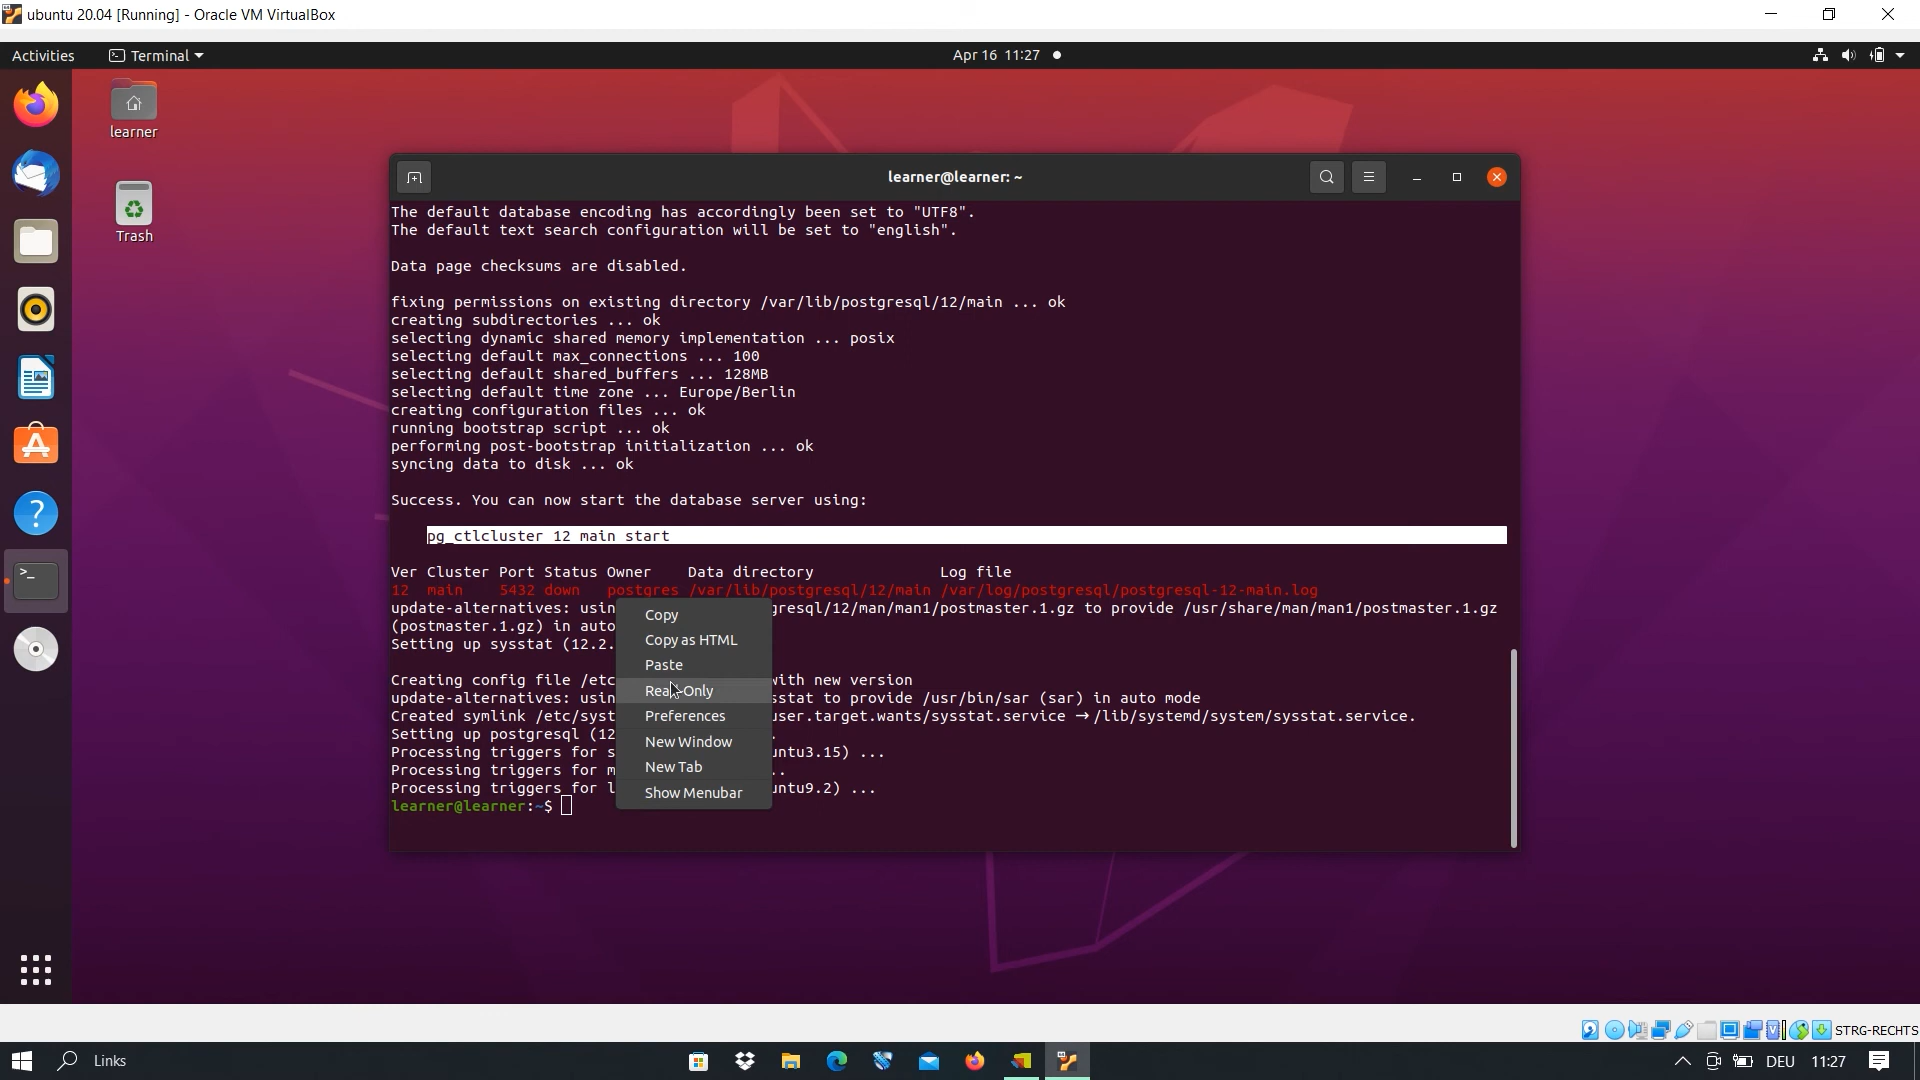 ubuntu 20.04 [Running] - Oracle VM VirtualBox
Activities
Terminal
Apr 16 11:27
learner
Trash
learner@learner: ~
The default database encoding has accordingly been set to "UTF8".
The default text search configuration will be set to "english".
Data page checksums are disabled.
fixing permissions on existing directory /var/lib/postgresql/12/main ... ok
creating subdirectories ... ok
selecting dynamic shared memory implementation ... posix
selecting default max_connections ... 100
selecting default shared_buffers ... 128MB
selecting default time zone ... Europe/Berlin
creating configuration files ... ok
running bootstrap script ... ok
performing post-bootstrap initialization ... ok
syncing data to disk ... ok
Success. You can now start the database server using:
pg_ctlcluster 12 main start
Ver Cluster Port Status Owner Data directory Log file
12 main 5432 down postgres /var/lib/postgresql/12/main /var/log/postgresql/postgresql-12-main.log
update-alternatives: usin gresql/12/man/man1/postmaster.1.gz to provide /usr/share/man/man1/postmaster.1.gz
(postmaster.1.gz) in auto
Setting up sysstat (12.2.
Creating config file /etc with new version
update-alternatives: usin sstat to provide /usr/bin/sar (sar) in auto mode
Created symlink /etc/syst user.target.wants/sysstat.service → /lib/systemd/system/sysstat.service.
Setting up postgresql (12 .
Processing triggers for s untu3.15) ...
Processing triggers for m ..
Processing triggers for l untu9.2) ...
learner@learner:~$
Copy
Copy as HTML
Paste
Read-Only
Preferences
New Window
New Tab
Show Menubar
STRG-RECHTS
Links
DEU
11:27